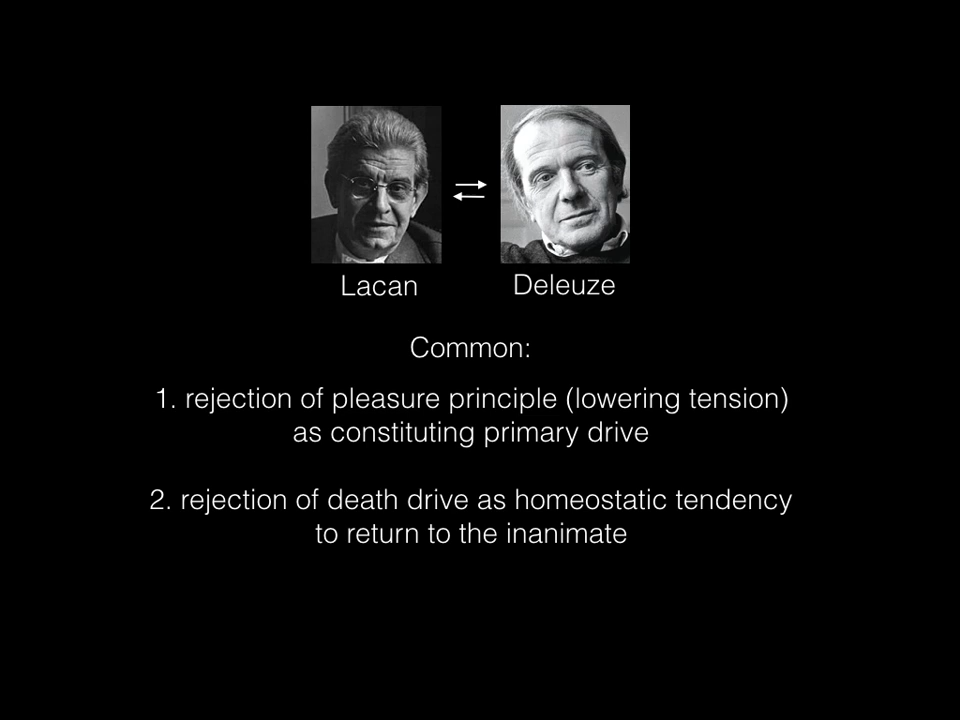 Lacan
Deleuze
Common:
1. rejection of pleasure principle (lowering tension)
as constituting primary drive
2. rejection of death drive as homeostatic tendency
to return to the inanimate